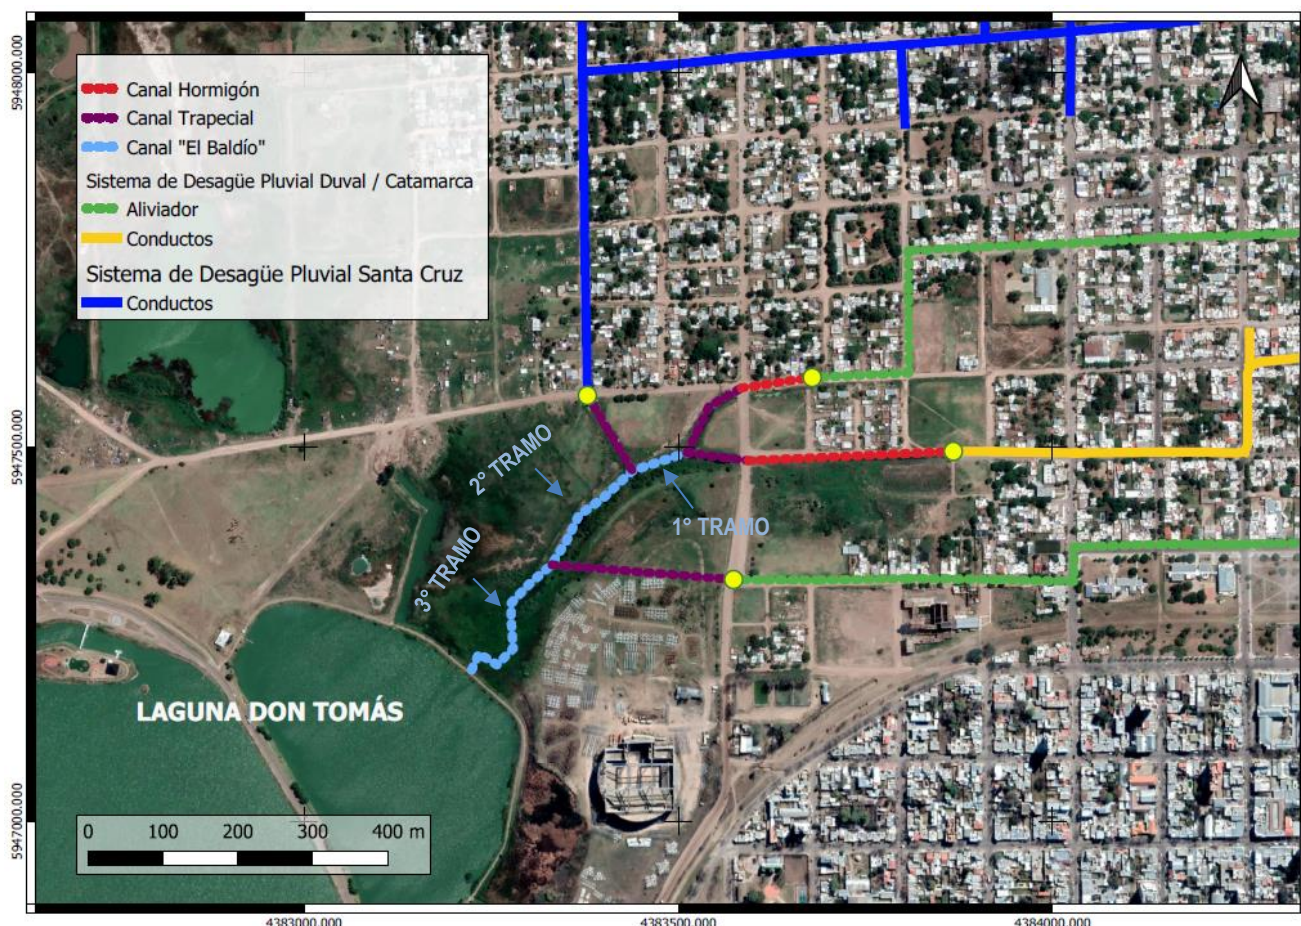 Canal Hormigón
Canal Trapecial
Canal "El Baldío"
Sistema de Desagüe Pluvial Duval / Catamarca
Aliviador
Conductos
Sistema de Desagüe Pluvial Santa Cruz
Conductos
5948000.000
5947500.000
5947000.000
2° TRAMO
1° TRAMO
3° TRAMO
LAGUNA DON TOMÁS
0 100 200 300 400 m
4383000.000 4383500.000 4384000.000